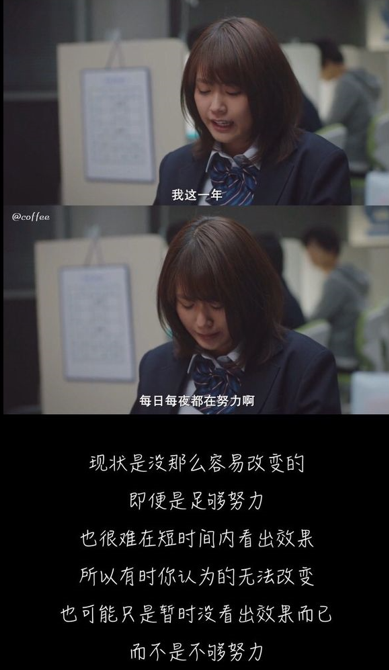 我这一年
@coffee
每日每夜都在努力啊
现状是没那么容易改变的
即便是足够努力
也很难在短时间内看出效果
所以有时你认为的无法改变
也可能只是暂时没看出效果而已
而不是不够努力